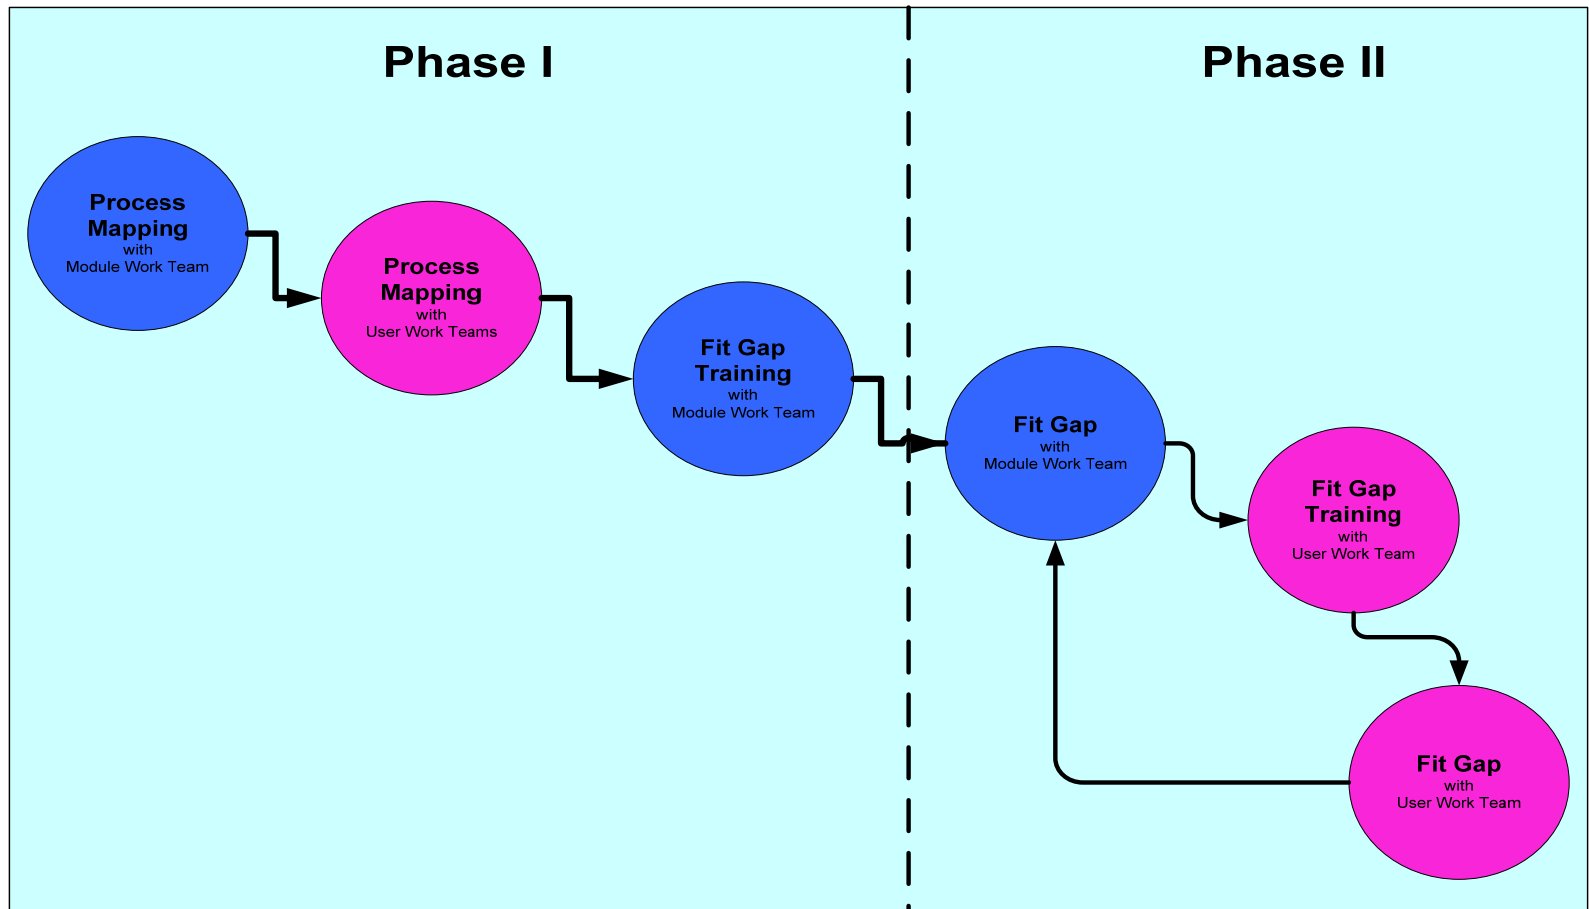 Phase I
Phase II
Process
Mapping
with
Module Work Team
Process
Mapping
with
User Work Teams
Fit Gap
Training
with
Module Work Team
Fit Gap
with
Module Work Team
Fit Gap
Training
with
User Work Team
Fit Gap
with
User Work Team